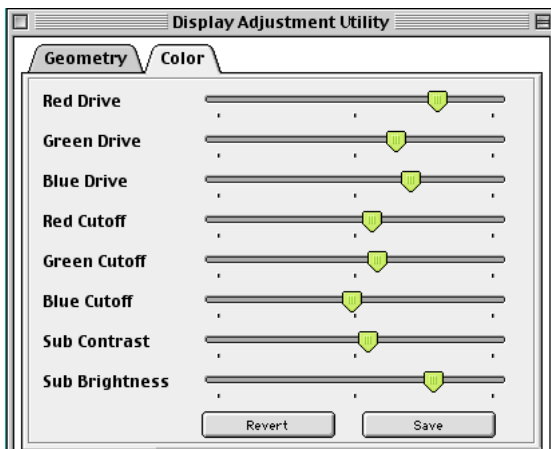 Display Adjustment Utility
Geometry Color
Red Drive
Green Drive
Blue Drive
Red Cutoff
Green Cutoff
Blue Cutoff
Sub Contrast
Sub Brightness
Revert Save